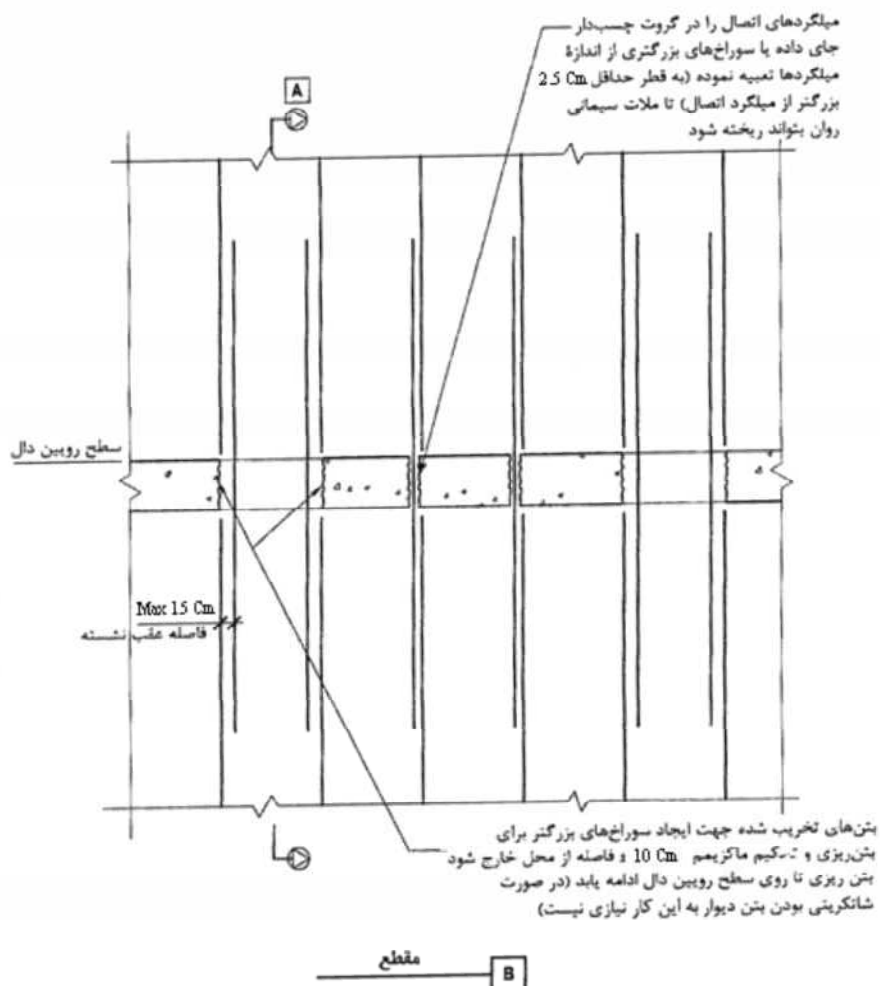 میلگردهای اتصال را در گروت چسب‌دار
جای داده یا سوراخ‌های بزرگتری از اندازهٔ
میلگردها تعبیه نموده (به قطر حداقل 2.5 Cm
بزرگتر از میلگرد اتصال) تا ملات سیمانی
روان بتواند ریخته شود
A
سطح رویین دال
Max 15 Cm
فاصله عقب نشسته
بتن‌های تخریب شده جهت ایجاد سوراخ‌های بزرگتر برای
بتن‌ریزی و تحکیم ماکزیمم 10 Cm فاصله از محل خارج شود
بتن ریزی تا روی سطح رویین دال ادامه یابد (در صورت
شاتکریتی بودن بتن دیوار به این کار نیازی نیست)
مقطع B